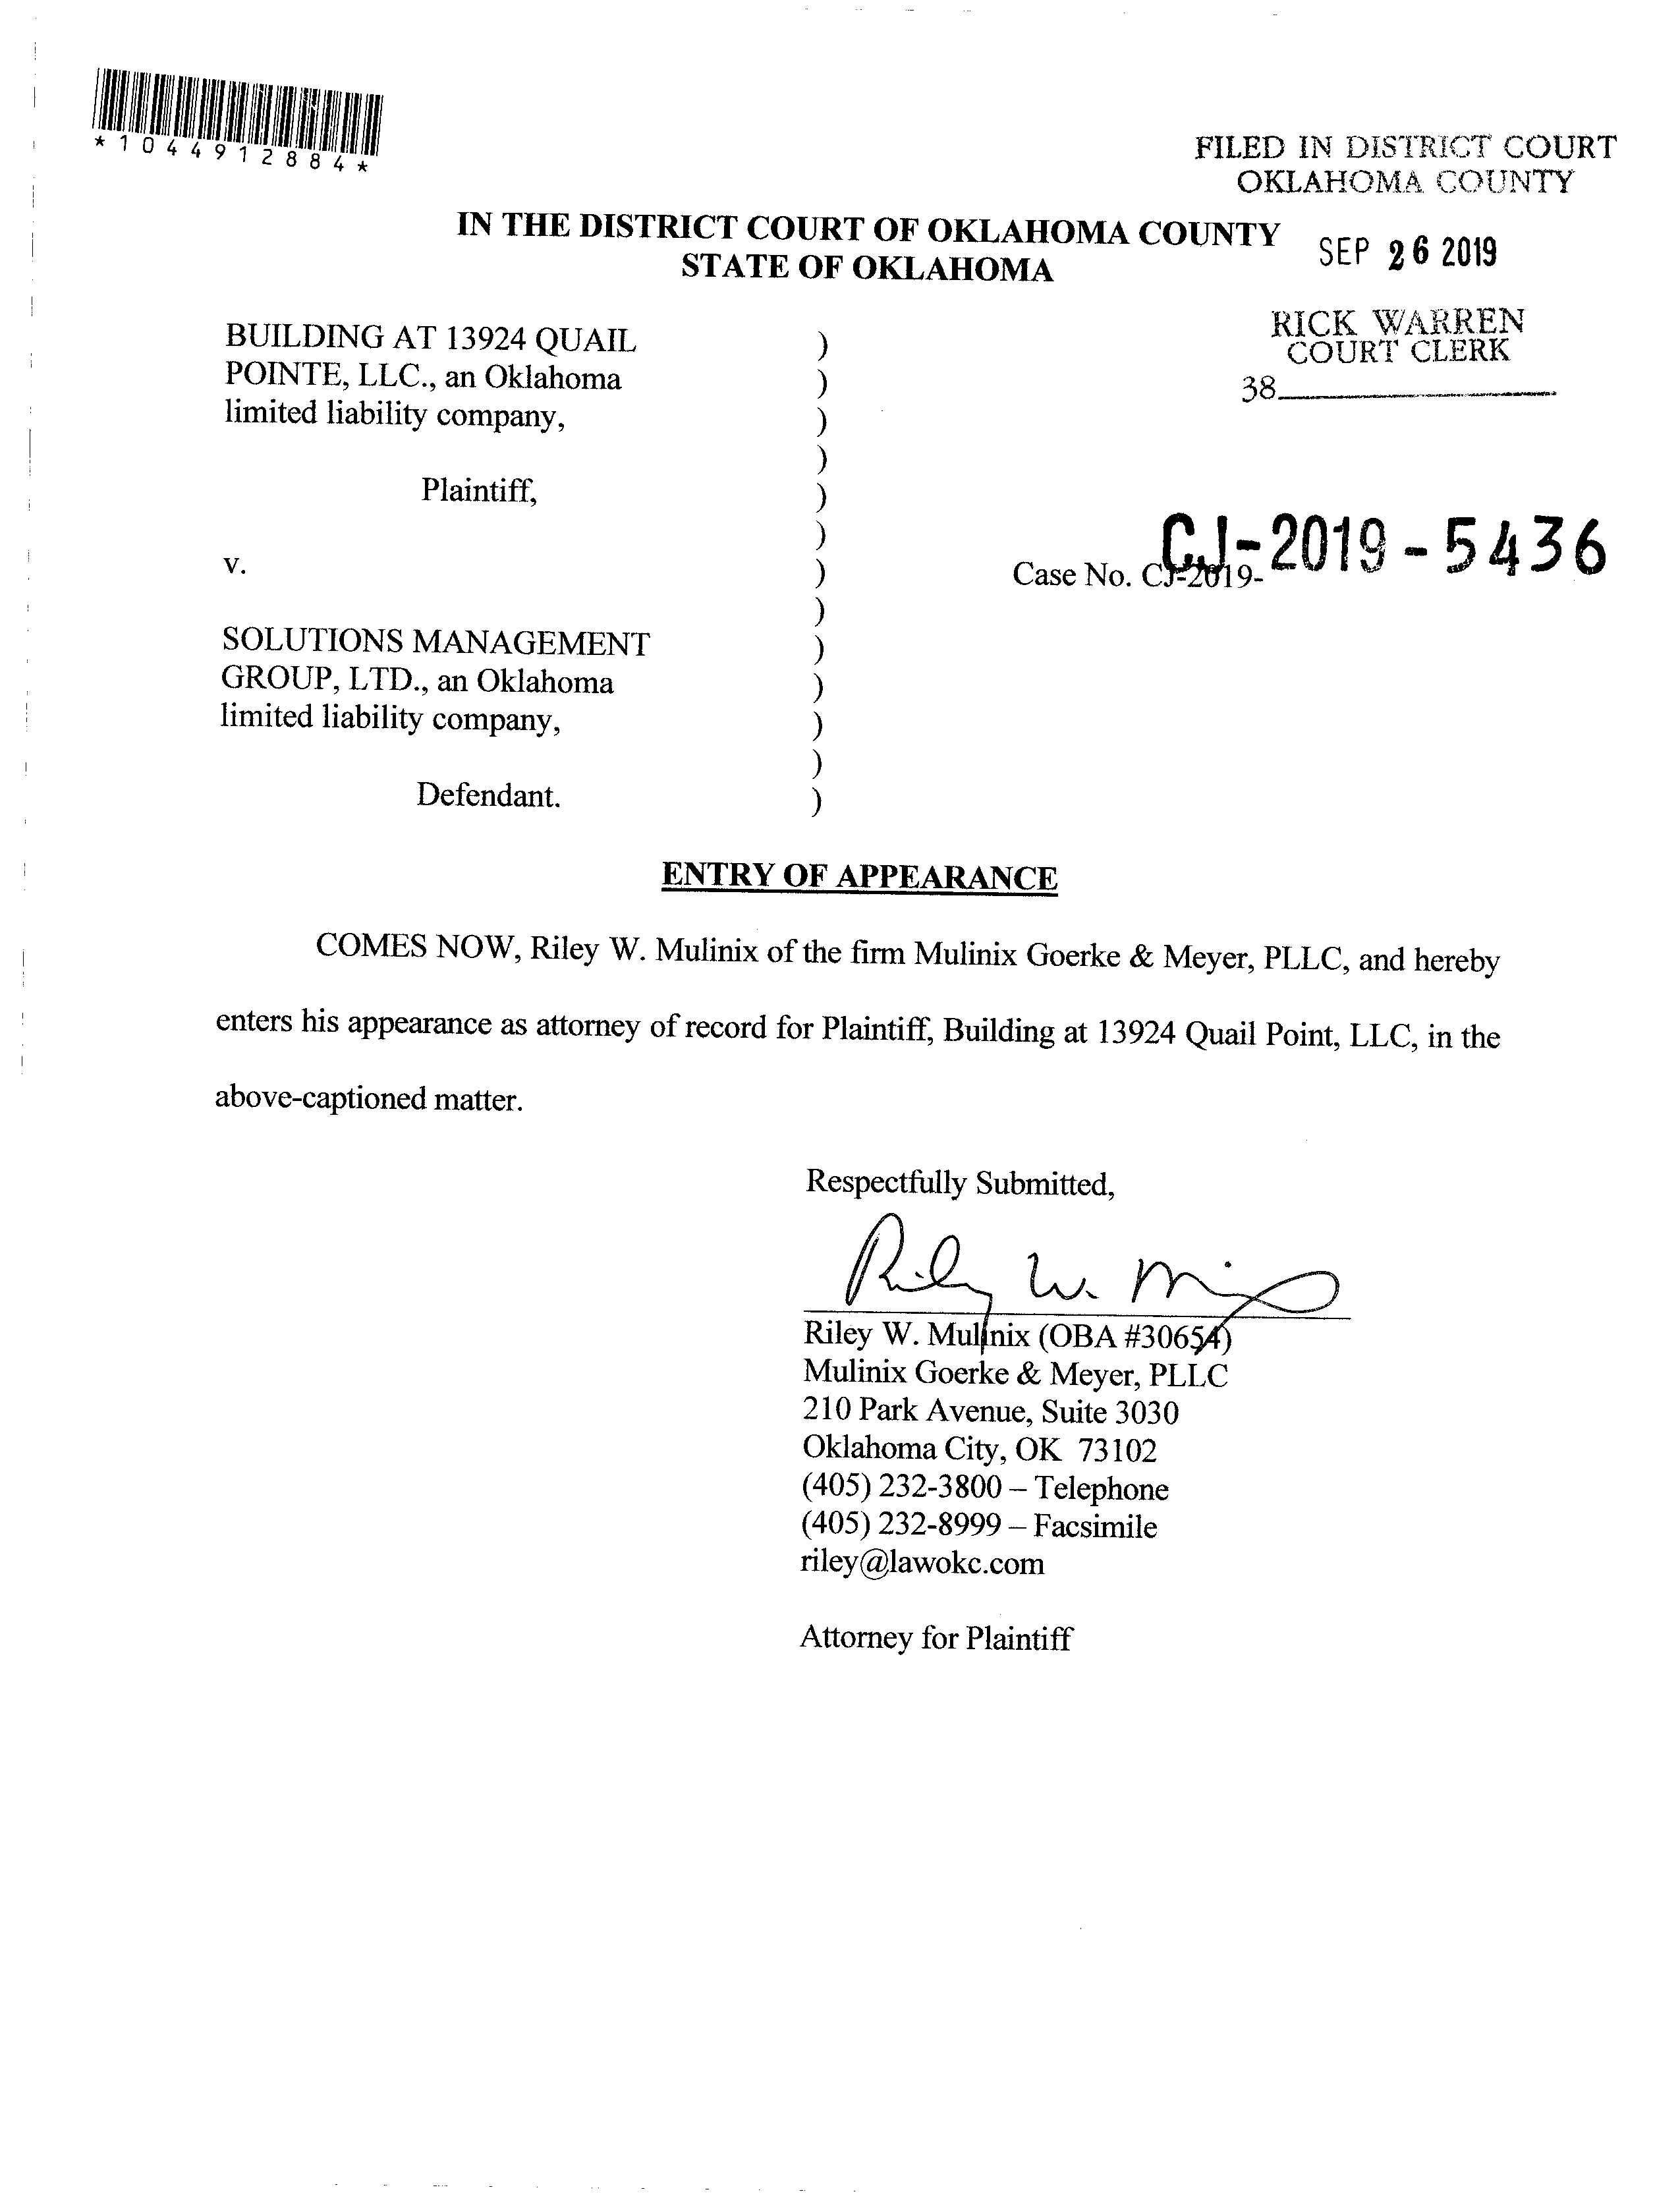 *1044912884*
FILED IN DISTRICT COURT
OKLAHOMA COUNTY
IN THE DISTRICT COURT OF OKLAHOMA COUNTY
STATE OF OKLAHOMA
SEP 26 2019
RICK WARREN
COURT CLERK
38
BUILDING AT 13924 QUAIL )
POINTE, LLC., an Oklahoma )
limited liability company, )
)
Plaintiff, )
)
v. )
Case No. CJ-2019-
CJ-2019-5436
)
SOLUTIONS MANAGEMENT )
GROUP, LTD., an Oklahoma )
limited liability company, )
)
Defendant. )
ENTRY OF APPEARANCE
COMES NOW, Riley W. Mulinix of the firm Mulinix Goerke & Meyer, PLLC, and hereby
enters his appearance as attorney of record for Plaintiff, Building at 13924 Quail Point, LLC, in the
above-captioned matter.
Respectfully Submitted,
Riley W. Mulinix (OBA #30654)
Mulinix Goerke & Meyer, PLLC
210 Park Avenue, Suite 3030
Oklahoma City, OK 73102
(405) 232-3800 – Telephone
(405) 232-8999 – Facsimile
riley@lawokc.com
Attorney for Plaintiff